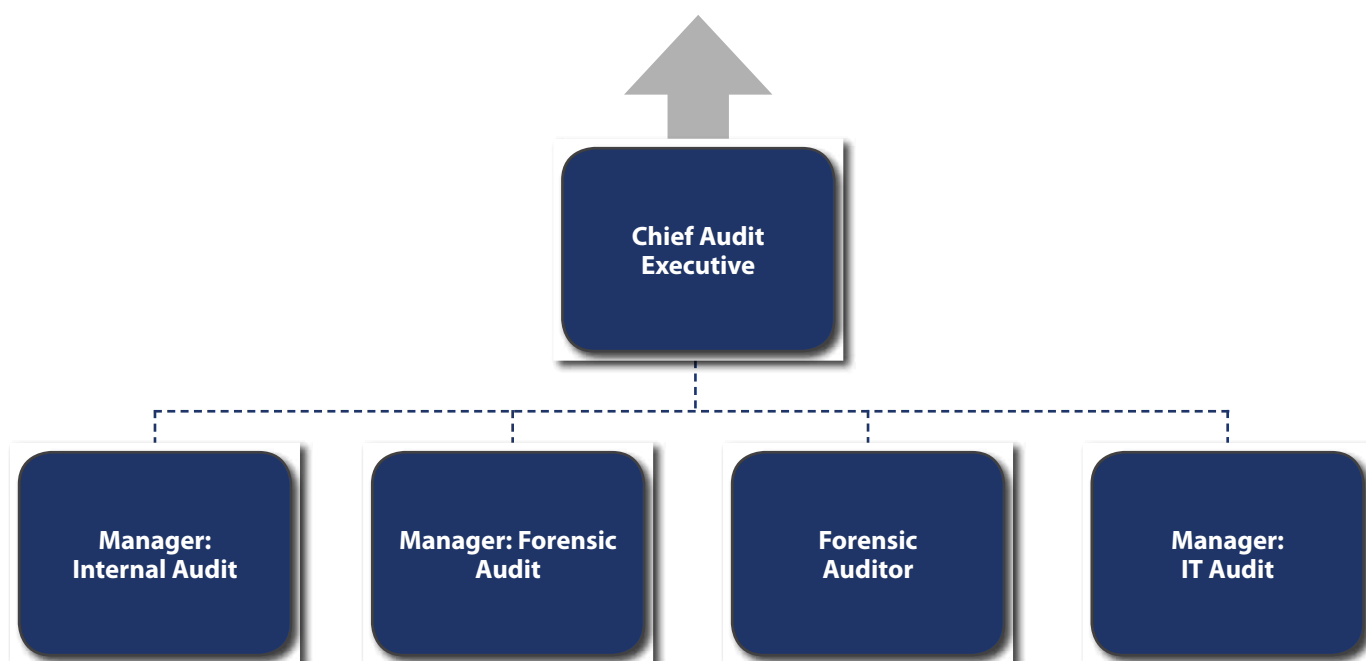 Chief Audit
Executive
Manager:
Internal Audit
Manager: Forensic
Audit
Forensic
Auditor
Manager:
IT Audit